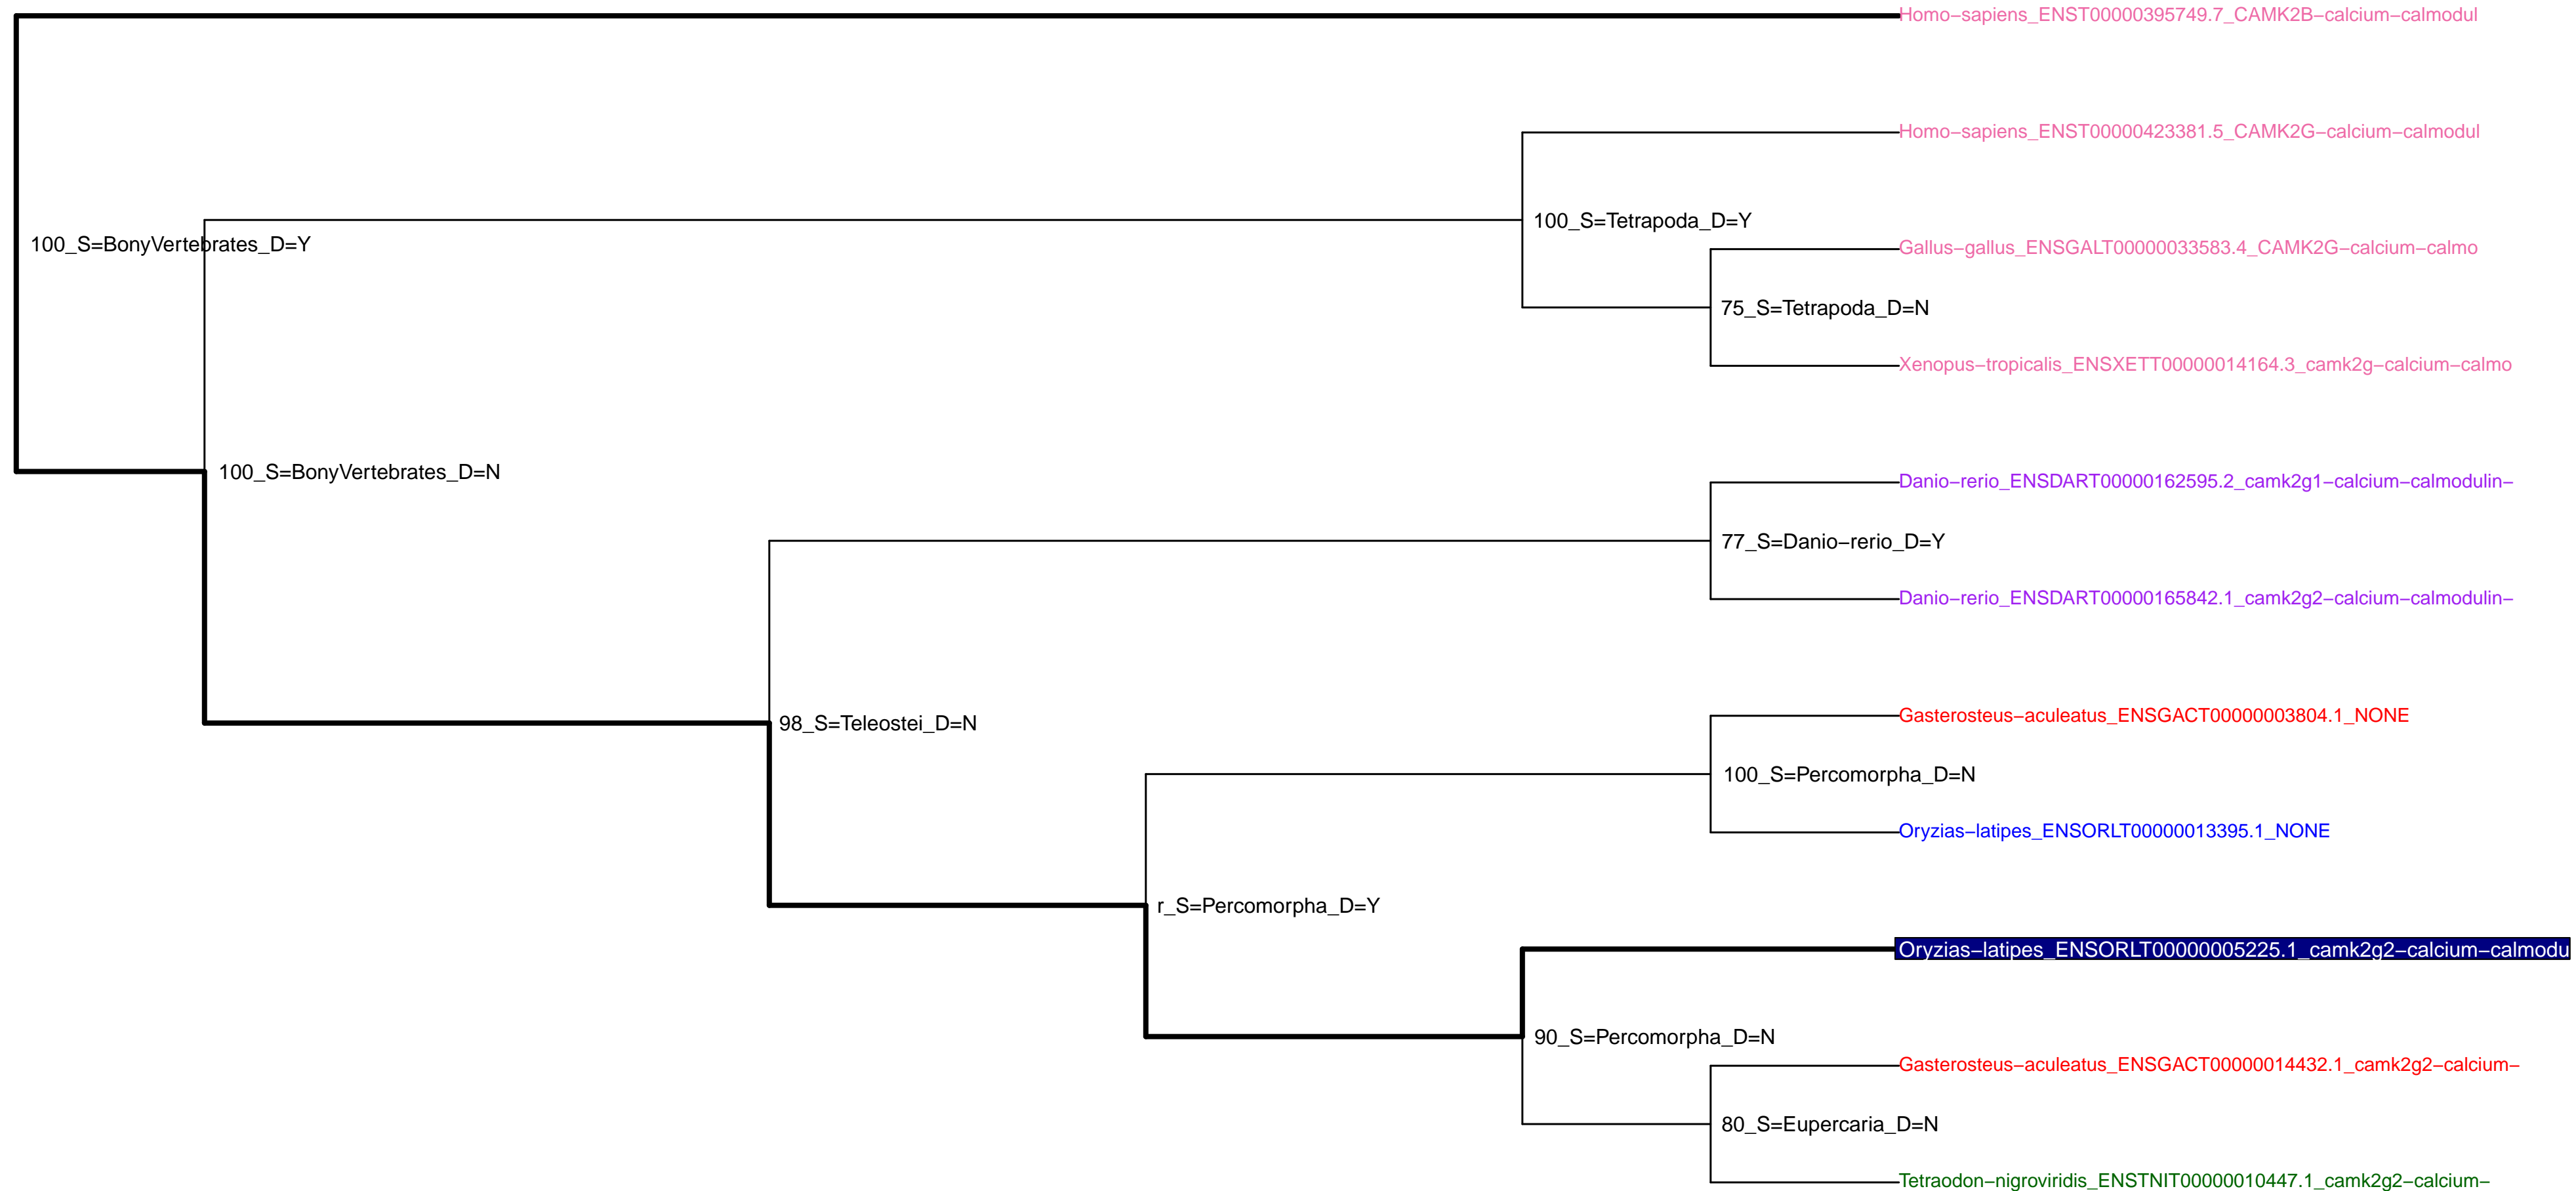 Homo−sapiens_ENST00000395749.7_CAMK2B−calcium−calmodul
Homo−sapiens_ENST00000423381.5_CAMK2G−calcium−calmodul
100_S=Tetrapoda_D=Y
100_S=BonyVertebrates_D=Y
Gallus−gallus_ENSGALT00000033583.4_CAMK2G−calcium−calmo
75_S=Tetrapoda_D=N
Xenopus−tropicalis_ENSXETT00000014164.3_camk2g−calcium−calmo
100_S=BonyVertebrates_D=N
Danio−rerio_ENSDART00000162595.2_camk2g1−calcium−calmodulin−
77_S=Danio−rerio_D=Y
Danio−rerio_ENSDART00000165842.1_camk2g2−calcium−calmodulin−
Gasterosteus−aculeatus_ENSGACT00000003804.1_NONE
98_S=Teleostei_D=N
100_S=Percomorpha_D=N
Oryzias−latipes_ENSORLT00000013395.1_NONE
r_S=Percomorpha_D=Y
Oryzias−latipes_ENSORLT00000005225.1_camk2g2−calcium−calmodu
90_S=Percomorpha_D=N
Gasterosteus−aculeatus_ENSGACT00000014432.1_camk2g2−calcium−
80_S=Eupercaria_D=N
Tetraodon−nigroviridis_ENSTNIT00000010447.1_camk2g2−calcium−